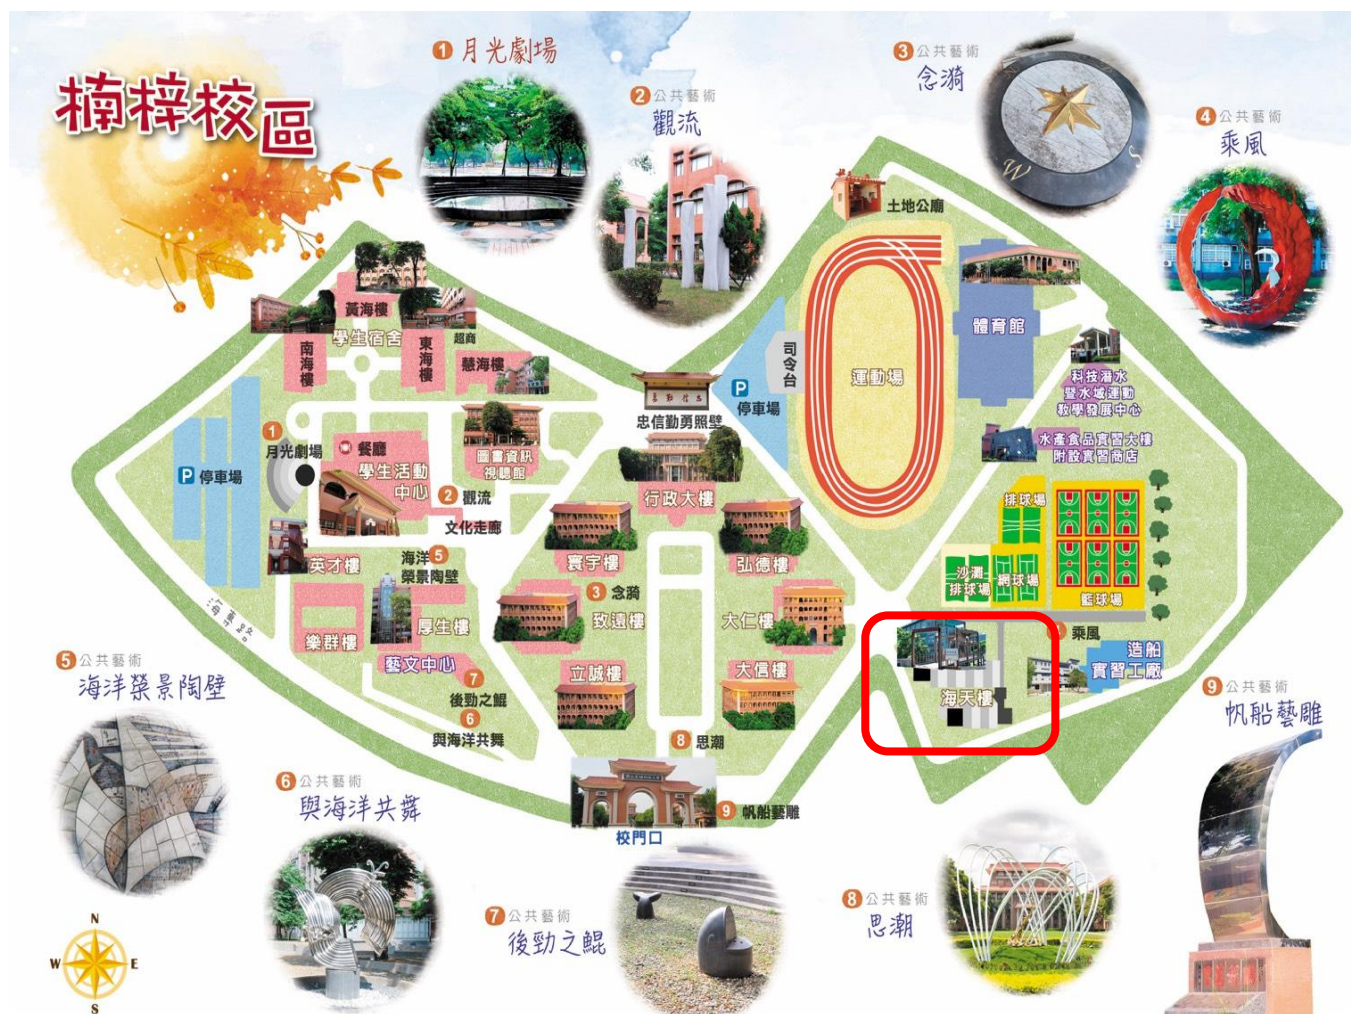 楠梓校區
1 月光劇場
2 公共藝術
觀流
3 公共藝術
念漪
4 公共藝術
乘風
W S
土地公廟
黃海樓
學生宿舍
南海樓
東海樓
超商
慧海樓
司令台
運動場
體育館
P
停車場
科技潛水
暨水域運動
教學發展中心
忠信勤勇照壁
水產食品實習大樓
附設實習商店
1
月光劇場
餐廳
學生活動
中心
圖書資訊
視聽館
P 停車場
2 觀流
文化走廊
行政大樓
排球場
英才樓
海洋 5
榮景陶壁
寰宇樓
弘德樓
沙灘
排球場
網球場
籃球場
3 念漪
致遠樓
大仁樓
樂群樓
厚生樓
藝文中心
立誠樓
大信樓
乘風
造船
實習工廠
海天樓
7
後勁之鯤
6
與海洋共舞
8 思潮
9 帆船藝雕
校門口
5 公共藝術
海洋榮景陶壁
6 公共藝術
與海洋共舞
7 公共藝術
後勁之鯤
8 公共藝術
思潮
9 公共藝術
帆船藝雕
N
W E
S